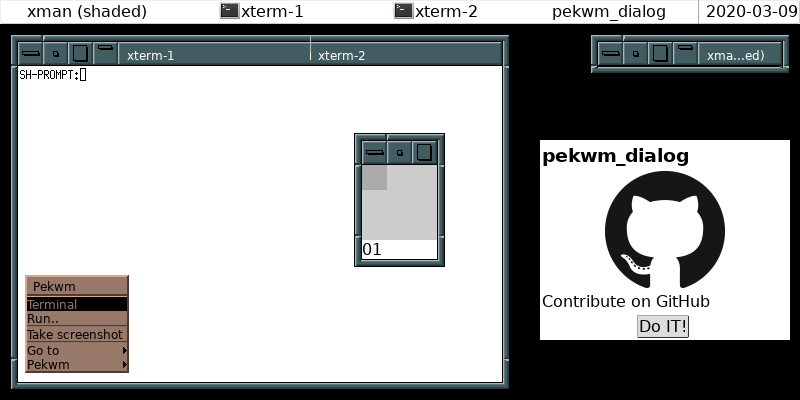 xman (shaded) xterm-1 xterm-2 pekwm_dialog 2020-03-09
xterm-1 xterm-2
xma...ed)
SH-PROMPT:
pekwm_dialog
01
Pekwm
Terminal
Run..
Take screenshot
Go to
Pekwm
Contribute on GitHub
Do IT!